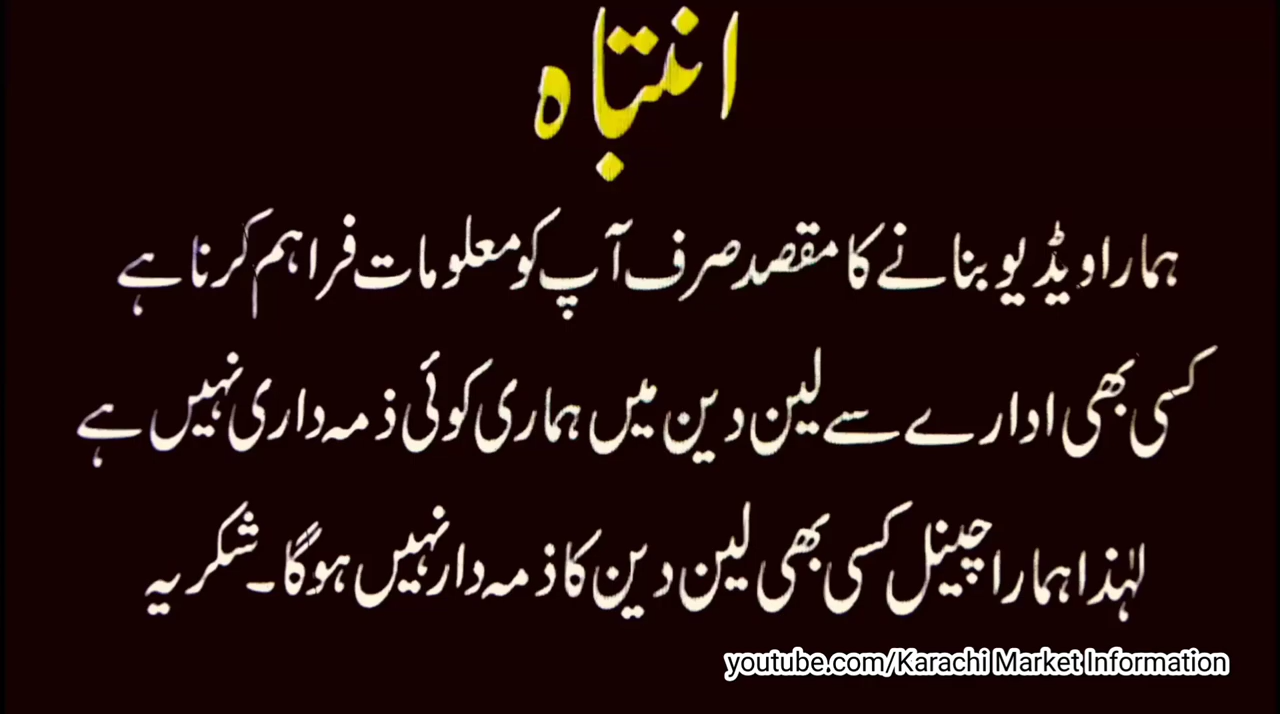 انتباہ
ہمارا ویڈیو بنانے کا مقصد صرف آپ کو معلومات فراہم کرنا ہے
کسی بھی ادارے سے لین دین میں ہماری کوئی ذمہ داری نہیں ہے
لہٰذا ہمارا چینل کسی بھی لین دین کا ذمہ دار نہیں ہوگا۔ شکریہ
youtube.com/Karachi Market Information